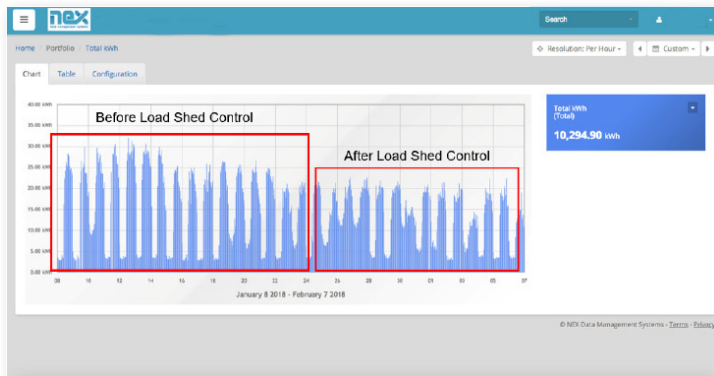 nex
Search
Home Portfolio Total kWh
Resolution: Per Hour
Custom
Chart Table Configuration
Before Load Shed Control
After Load Shed Control
Total kWh
(Total)
10,294.90 kWh
40.00 kWh
35.00 kWh
30.00 kWh
25.00 kWh
20.00 kWh
15.00 kWh
10.00 kWh
5.00 kWh
0.00 kWh
08 10 12 14 16 18 20 22 24 26 28 30 01 03 05 07
January 8 2018 - February 7 2018
© NEX Data Management Systems - Terms - Privacy